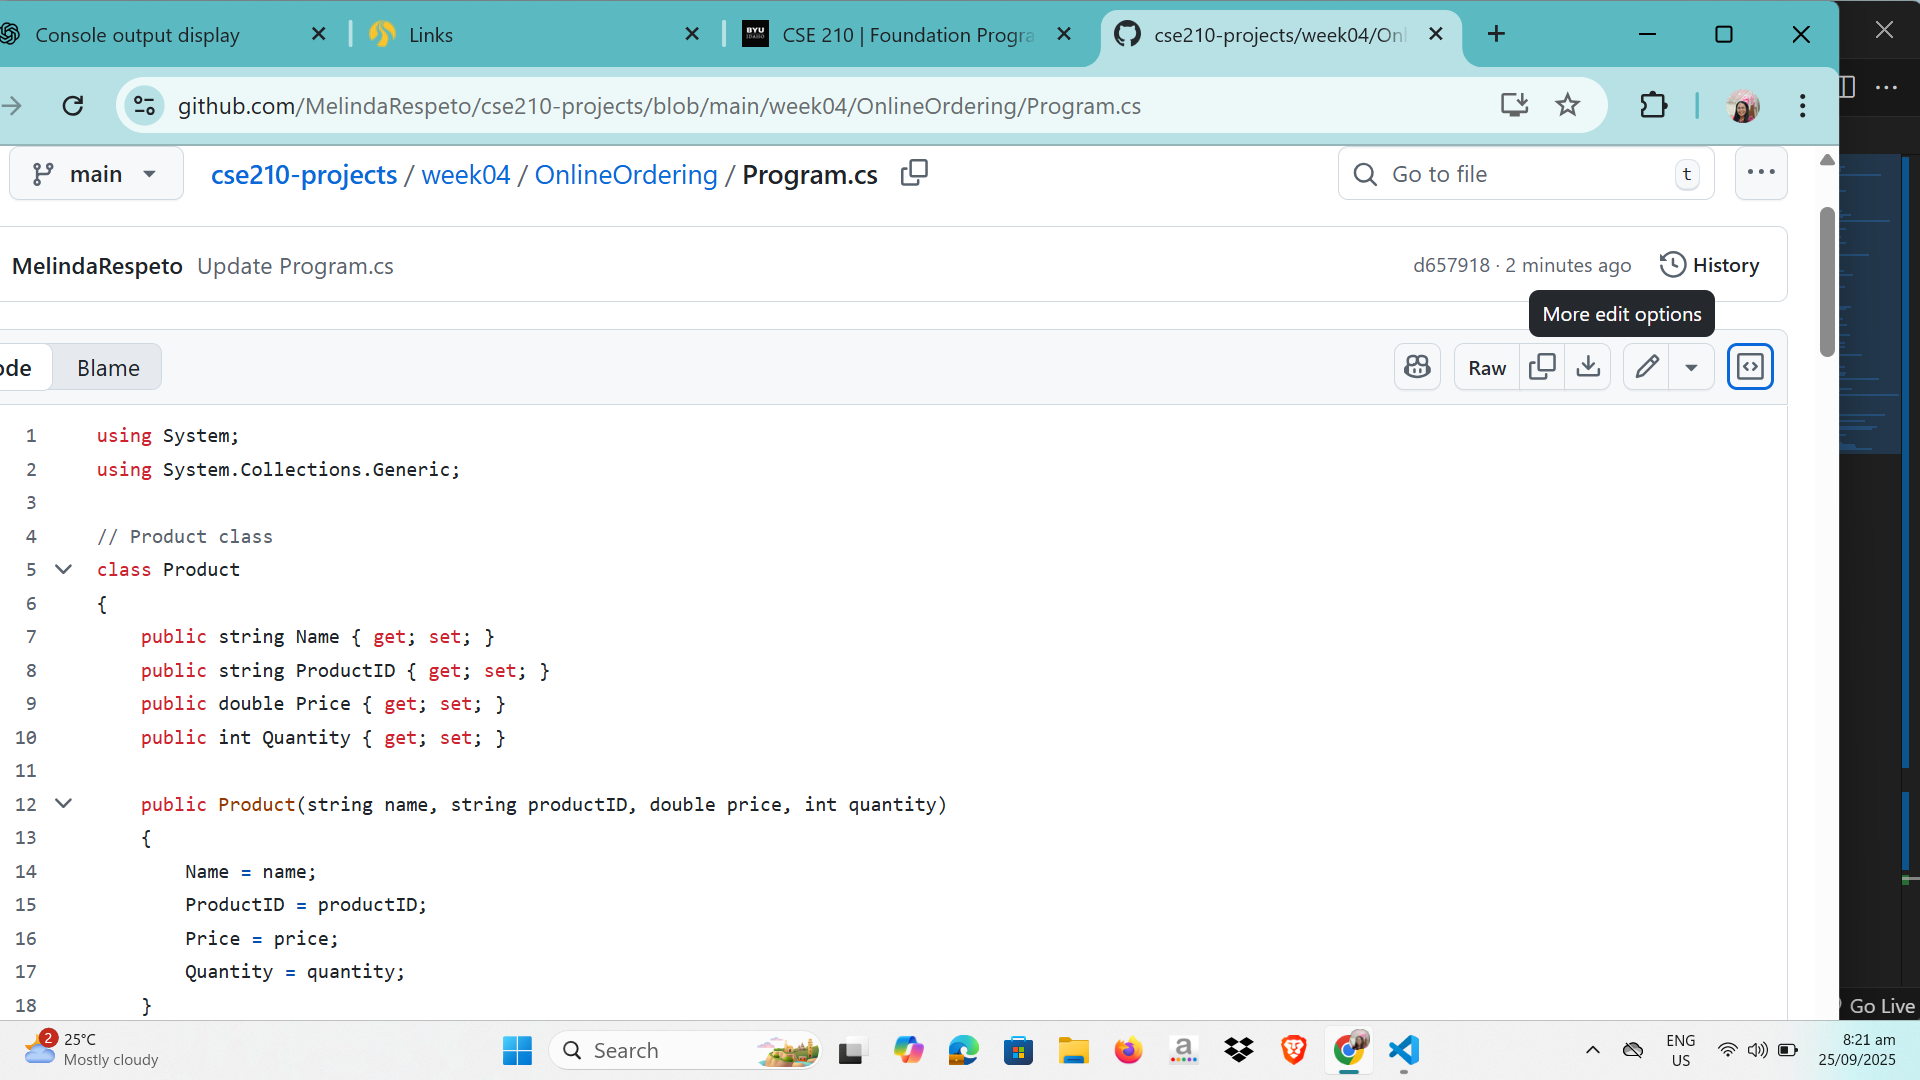 Console output display
Links
CSE 210 | Foundation Progra
cse210-projects/week04/Onl
github.com/MelindaRespeto/cse210-projects/blob/main/week04/OnlineOrdering/Program.cs
main
cse210-projects / week04 / OnlineOrdering / Program.cs
Go to file
t
MelindaRespeto Update Program.cs
d657918 · 2 minutes ago
History
More edit options
ode
Blame
Raw
1 using System;
2 using System.Collections.Generic;
3
4 // Product class
5 class Product
6 {
7 public string Name { get; set; }
8 public string ProductID { get; set; }
9 public double Price { get; set; }
10 public int Quantity { get; set; }
11
12 public Product(string name, string productID, double price, int quantity)
13 {
14 Name = name;
15 ProductID = productID;
16 Price = price;
17 Quantity = quantity;
18 }
Go Live
2
25°C
Mostly cloudy
Search
a
ENG
US
8:21 am
25/09/2025